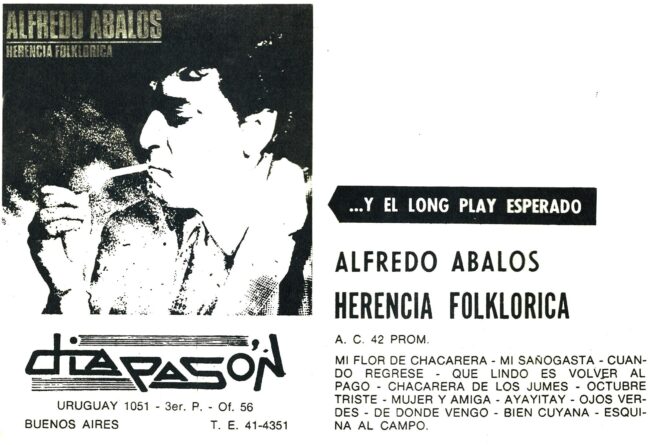 ALFREDO ABALOS
HERENCIA FOLKLORICA
diapasón
URUGUAY 1051 - 3er. P. - Of. 56
BUENOS AIRES T. E. 41-4351
...Y EL LONG PLAY ESPERADO
ALFREDO ABALOS
HERENCIA FOLKLORICA
A. C. 42 PROM.
MI FLOR DE CHACARERA - MI SAÑOGASTA - CUAN-
DO REGRESE - QUE LINDO ES VOLVER AL
PAGO - CHACARERA DE LOS JUMES - OCTUBRE
TRISTE - MUJER Y AMIGA - AYAYITAY - OJOS VER-
DES - DE DONDE VENGO - BIEN CUYANA - ESQUI-
NA AL CAMPO.